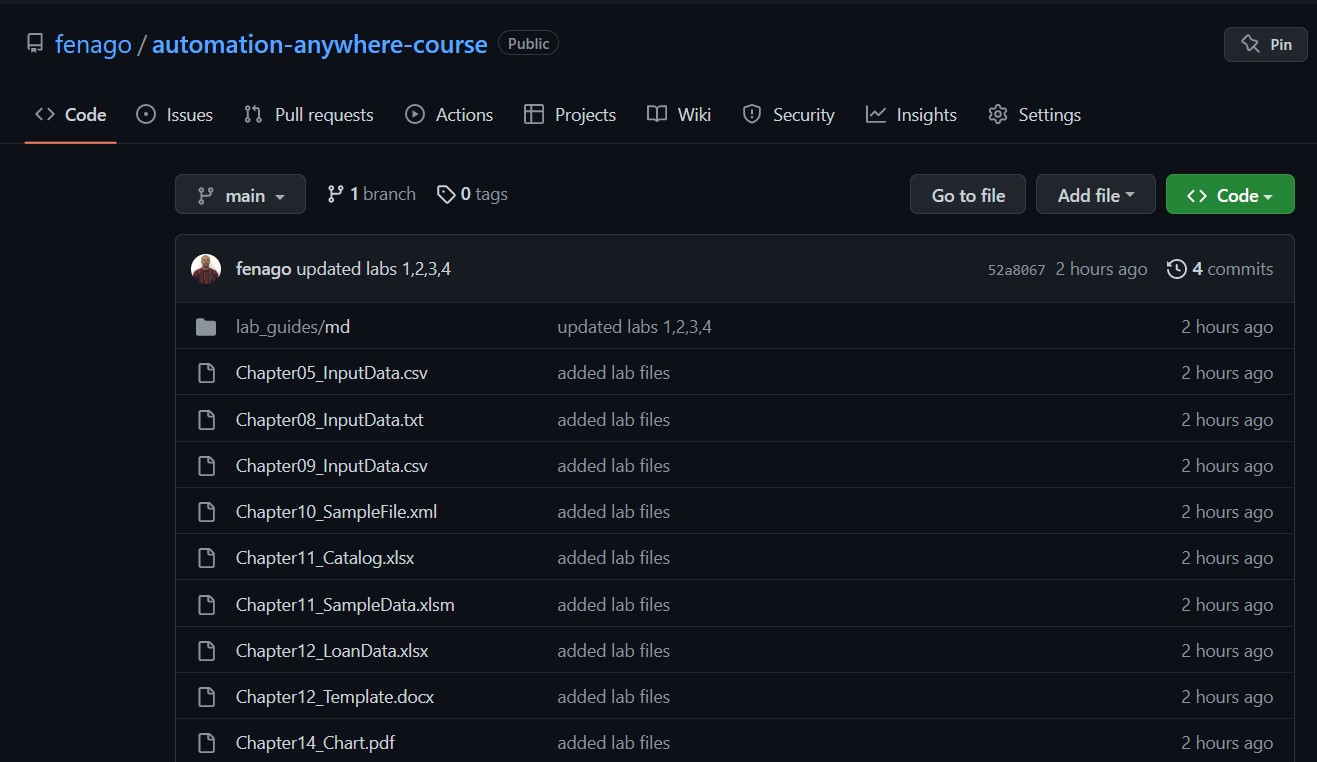 fenago / automation-anywhere-course Public Pin
Code Issues Pull requests Actions Projects Wiki Security Insights Settings
main 1 branch 0 tags Go to file Add file Code
fenago updated labs 1,2,3,4 52a8067 2 hours ago 4 commits
lab_guides/md updated labs 1,2,3,4 2 hours ago
Chapter05_InputData.csv added lab files 2 hours ago
Chapter08_InputData.txt added lab files 2 hours ago
Chapter09_InputData.csv added lab files 2 hours ago
Chapter10_SampleFile.xml added lab files 2 hours ago
Chapter11_Catalog.xlsx added lab files 2 hours ago
Chapter11_SampleData.xlsm added lab files 2 hours ago
Chapter12_LoanData.xlsx added lab files 2 hours ago
Chapter12_Template.docx added lab files 2 hours ago
Chapter14_Chart.pdf added lab files 2 hours ago